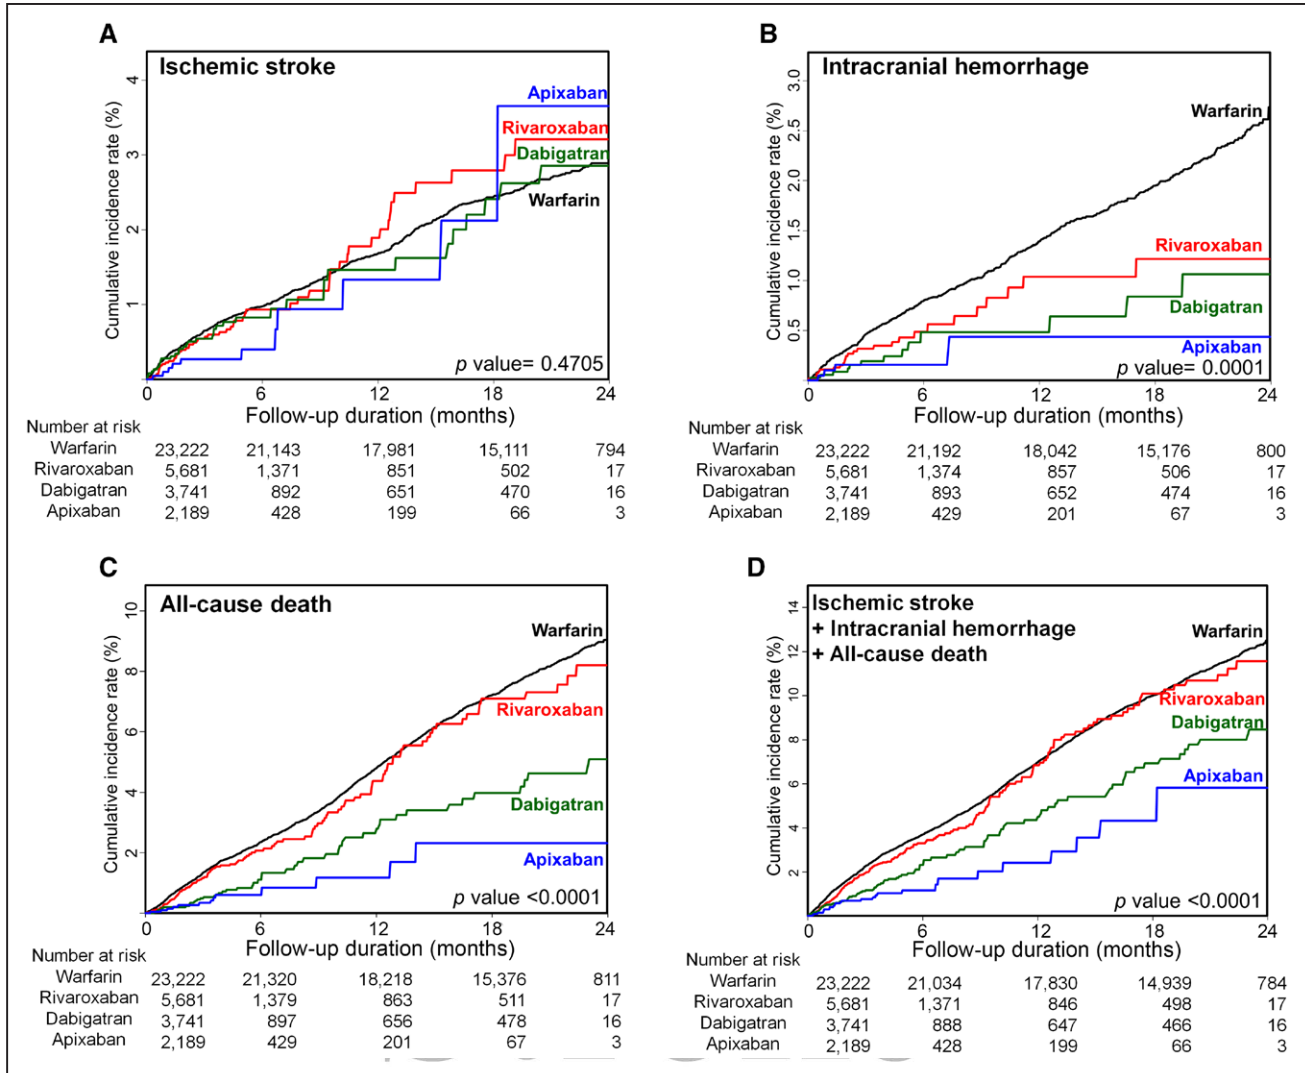 A
Ischemic stroke
Cumulative incidence rate (%)
4
3
2
1
Apixaban
Rivaroxaban
Dabigatran
Warfarin
p value= 0.4705
0 6 12 18 24
Follow-up duration (months)
Number at risk
Warfarin 23,222 21,143 17,981 15,111 794
Rivaroxaban 5,681 1,371 851 502 17
Dabigatran 3,741 892 651 470 16
Apixaban 2,189 428 199 66 3
B
Intracranial hemorrhage
Cumulative incidence rate (%)
3.0
2.5
2.0
1.5
1.0
0.5
Warfarin
Rivaroxaban
Dabigatran
Apixaban
p value= 0.0001
0 6 12 18 24
Follow-up duration (months)
Number at risk
Warfarin 23,222 21,192 18,042 15,176 800
Rivaroxaban 5,681 1,374 857 506 17
Dabigatran 3,741 893 652 474 16
Apixaban 2,189 429 201 67 3
C
All-cause death
Cumulative incidence rate (%)
10
8
6
4
2
Warfarin
Rivaroxaban
Dabigatran
Apixaban
p value <0.0001
0 6 12 18 24
Follow-up duration (months)
Number at risk
Warfarin 23,222 21,320 18,218 15,376 811
Rivaroxaban 5,681 1,379 863 511 17
Dabigatran 3,741 897 656 478 16
Apixaban 2,189 429 201 67 3
D
Ischemic stroke
+ Intracranial hemorrhage
+ All-cause death
Cumulative incidence rate (%)
14
12
10
8
6
4
2
Warfarin
Rivaroxaban
Dabigatran
Apixaban
p value <0.0001
0 6 12 18 24
Follow-up duration (months)
Number at risk
Warfarin 23,222 21,034 17,830 14,939 784
Rivaroxaban 5,681 1,371 846 498 17
Dabigatran 3,741 888 647 466 16
Apixaban 2,189 428 199 66 3